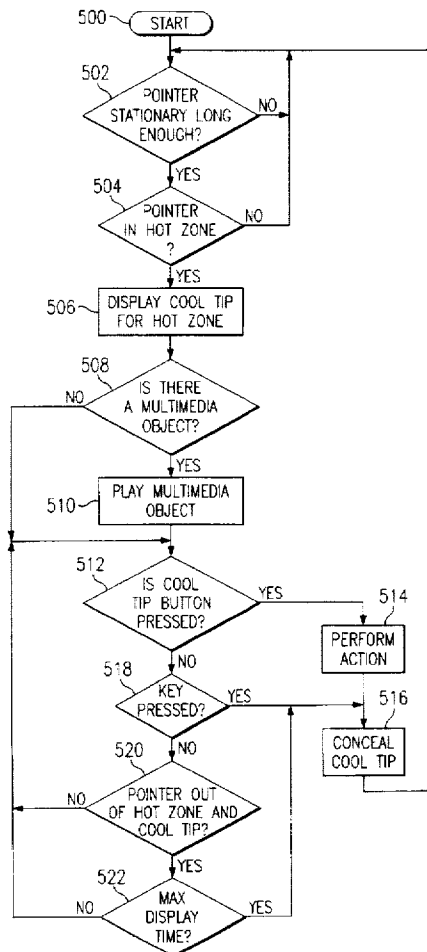 500
START
502
POINTER
STATIONARY LONG
ENOUGH?
NO
YES
504
POINTER
IN HOT ZONE
?
NO
YES
506
DISPLAY COOL TIP
FOR HOT ZONE
508
NO
IS THERE
A MULTIMEDIA
OBJECT?
YES
510
PLAY MULTIMEDIA
OBJECT
512
IS COOL
TIP BUTTON
PRESSED?
YES
514
PERFORM
ACTION
NO
518
KEY
PRESSED?
YES
516
CONCEAL
COOL TIP
NO
520
NO
POINTER OUT
OF HOT ZONE AND
COOL TIP?
YES
522
NO
MAX
DISPLAY
TIME?
YES